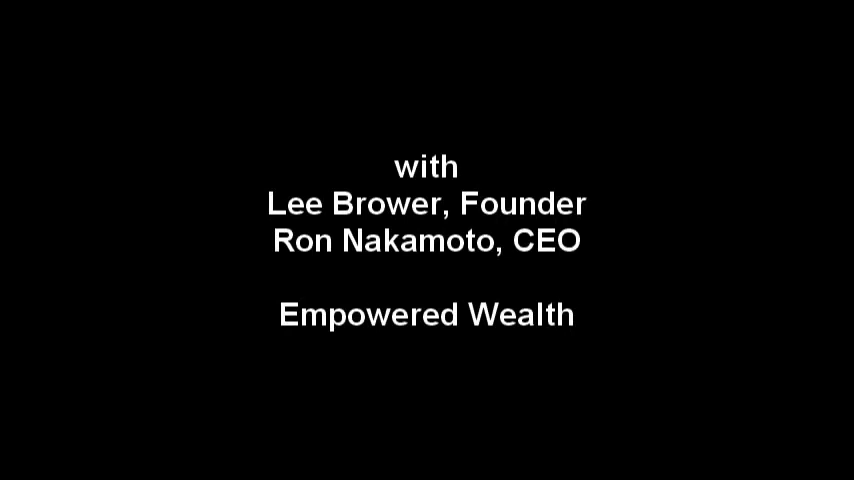 with
Lee Brower, Founder
Ron Nakamoto, CEO
Empowered Wealth